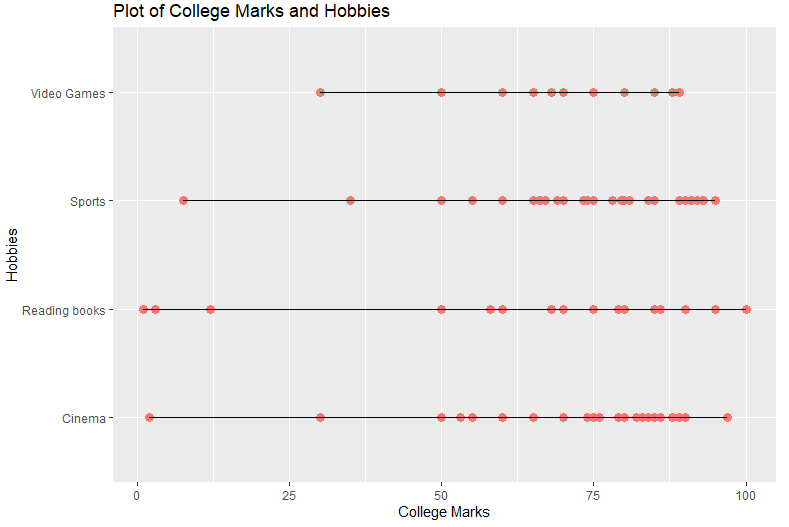 Plot of College Marks and Hobbies
Hobbies
Video Games
Sports
Reading books
Cinema
0 25 50 75 100
College Marks